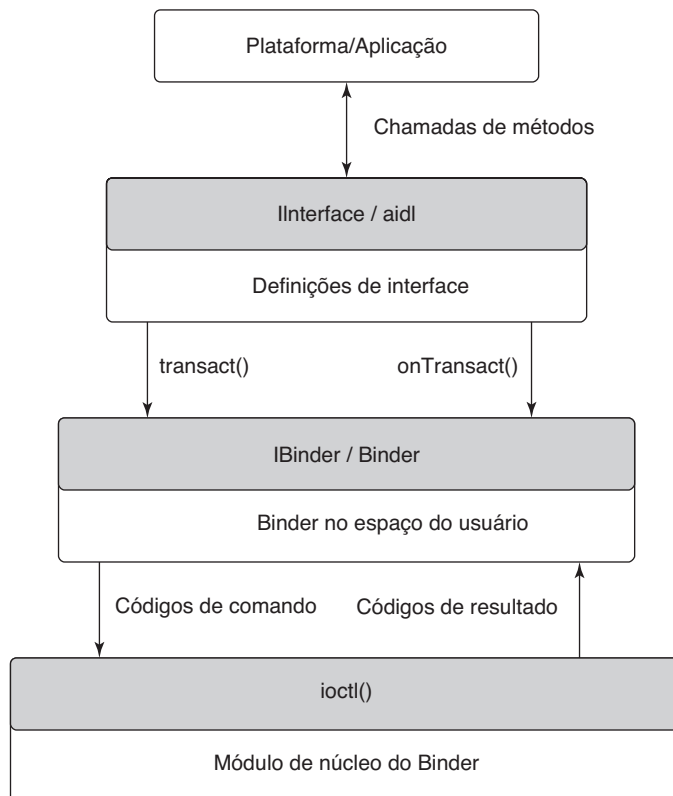 Plataforma/Aplicação
Chamadas de métodos
IInterface / aidl
Definições de interface
transact()
onTransact()
IBinder / Binder
Binder no espaço do usuário
Códigos de comando
Códigos de resultado
ioctl()
Módulo de núcleo do Binder